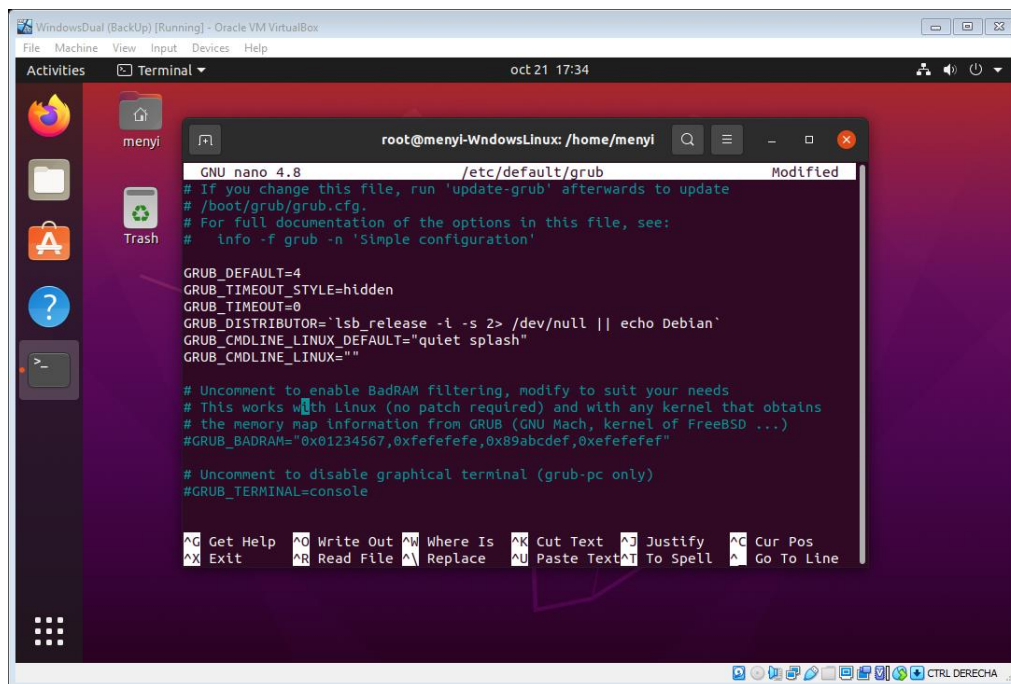 WindowsDual (BackUp) [Running] - Oracle VM VirtualBox
File Machine View Input Devices Help
Activities Terminal oct 21 17:34
menyi
Trash
root@menyi-WndowsLinux: /home/menyi
GNU nano 4.8 /etc/default/grub Modified
# If you change this file, run 'update-grub' afterwards to update
# /boot/grub/grub.cfg.
# For full documentation of the options in this file, see:
#   info -f grub -n 'Simple configuration'
GRUB_DEFAULT=4
GRUB_TIMEOUT_STYLE=hidden
GRUB_TIMEOUT=0
GRUB_DISTRIBUTOR=`lsb_release -i -s 2> /dev/null || echo Debian`
GRUB_CMDLINE_LINUX_DEFAULT="quiet splash"
GRUB_CMDLINE_LINUX=""
# Uncomment to enable BadRAM filtering, modify to suit your needs
# This works with Linux (no patch required) and with any kernel that obtains
# the memory map information from GRUB (GNU Mach, kernel of FreeBSD ...)
#GRUB_BADRAM="0x01234567,0xfefefefe,0x89abcdef,0xefefefef"
# Uncomment to disable graphical terminal (grub-pc only)
#GRUB_TERMINAL=console
^G Get Help ^O Write Out ^W Where Is ^K Cut Text ^J Justify ^C Cur Pos
^X Exit ^R Read File ^\ Replace ^U Paste Text ^T To Spell ^_ Go To Line
CTRL DERECHA